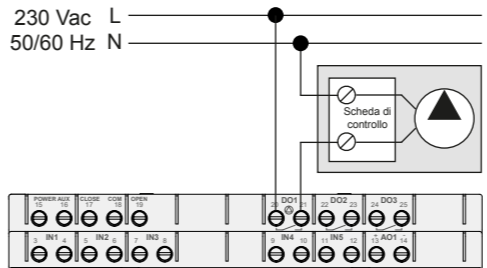 230 Vac L
50/60 Hz N
Scheda di
controllo
POWER AUX CLOSE COM OPEN DO1 DO2 DO3
15 16 17 18 19 20 21 22 23 24 25
IN1 IN2 IN3 IN4 IN5 + AO1 -
3 4 5 6 7 8 9 10 11 12 13 14